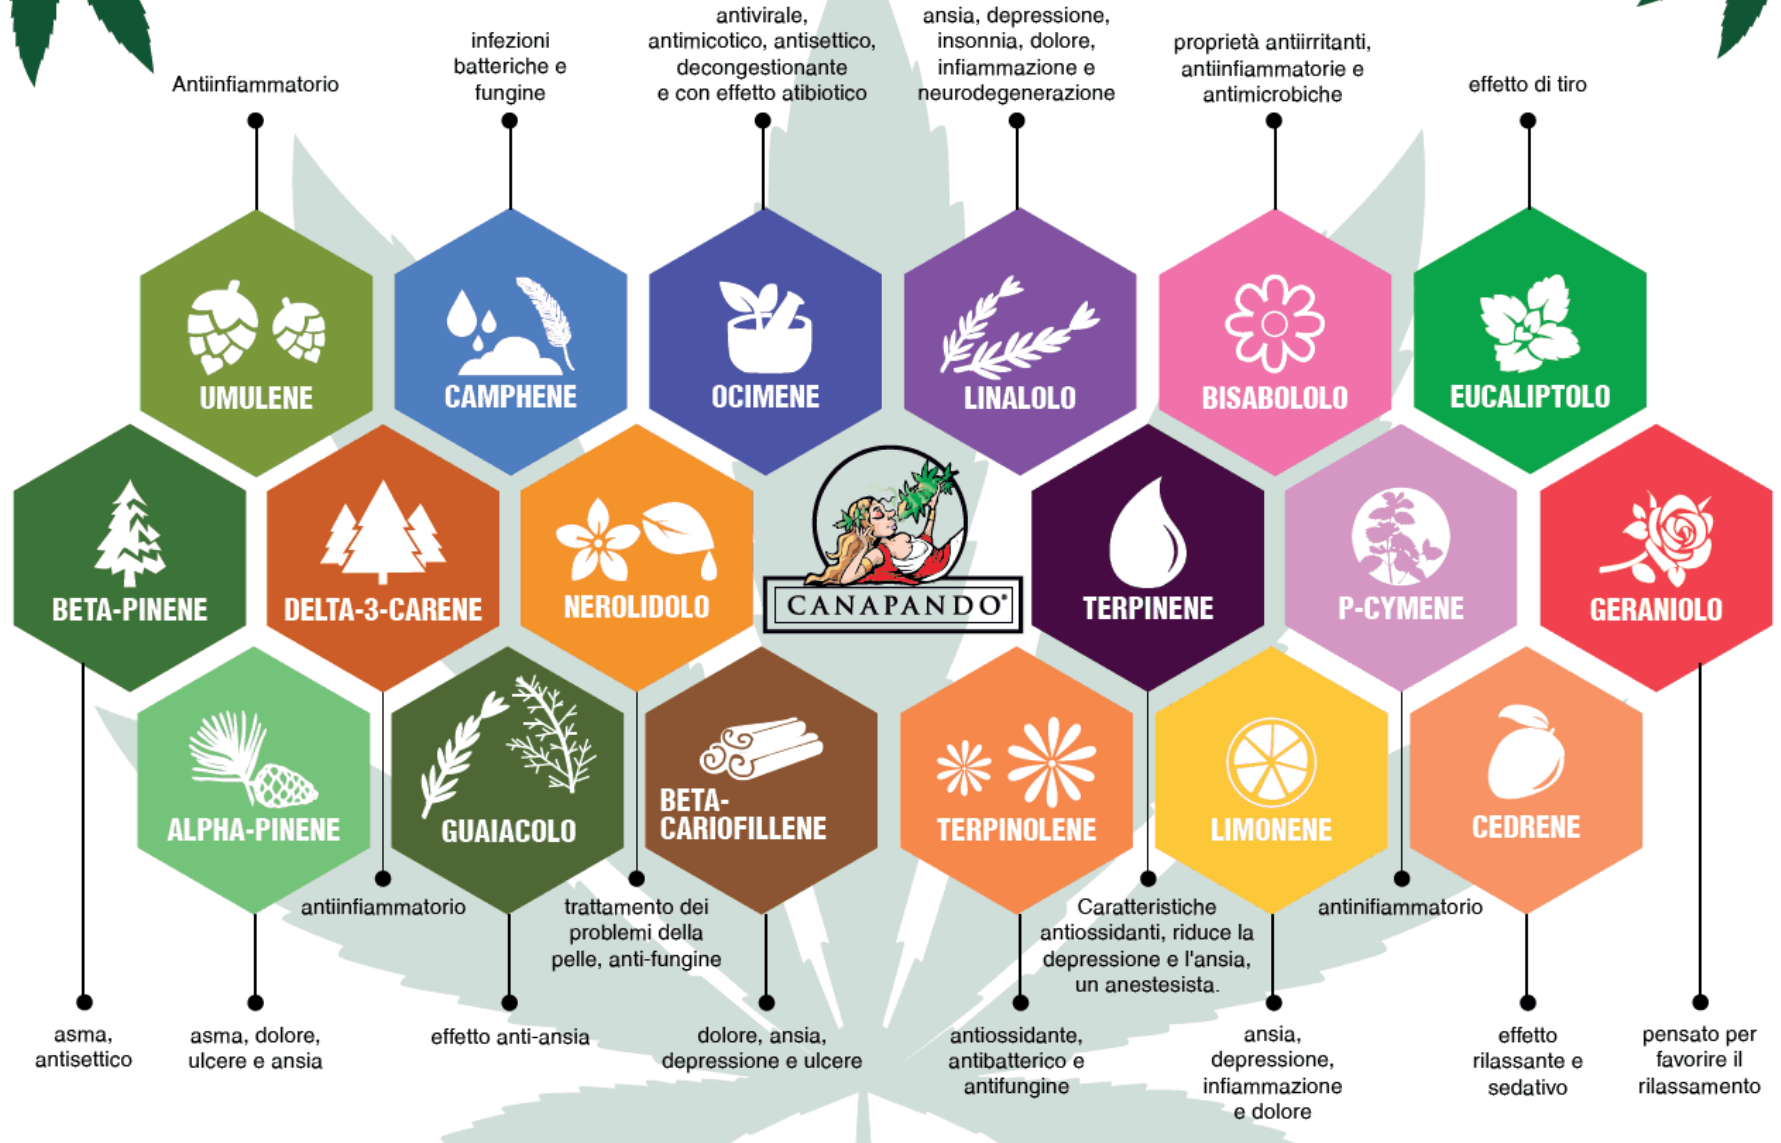 Antiinfiammatorio
infezioni
batteriche e
fungine
antivirale,
antimicotico, antisettico,
decongestionante
e con effetto atibiotico
ansia, depressione,
insonnia, dolore,
infiammazione e
neurodegenerazione
proprietà antiirritanti,
antiinfiammatorie e
antimicrobiche
effetto di tiro
UMULENE
CAMPHENE
OCIMENE
LINALOLO
BISABOLOLO
EUCALIPTOLO
BETA-PINENE
DELTA-3-CARENE
NEROLIDOLO
CANAPANDO®
TERPINENE
P-CYMENE
GERANIOLO
ALPHA-PINENE
GUAIACOLO
BETA-
CARIOFILLENE
TERPINOLENE
LIMONENE
CEDRENE
antiinfiammatorio
trattamento dei
problemi della
pelle, anti-fungine
Caratteristiche
antiossidanti, riduce la
depressione e l'ansia,
un anestesista.
antinifiammatorio
asma,
antisettico
asma, dolore,
ulcere e ansia
effetto anti-ansia
dolore, ansia,
depressione e ulcere
antiossidante,
antibatterico e
antifungine
ansia,
depressione,
infiammazione
e dolore
effetto
rilassante e
sedativo
pensato per
favorire il
rilassamento